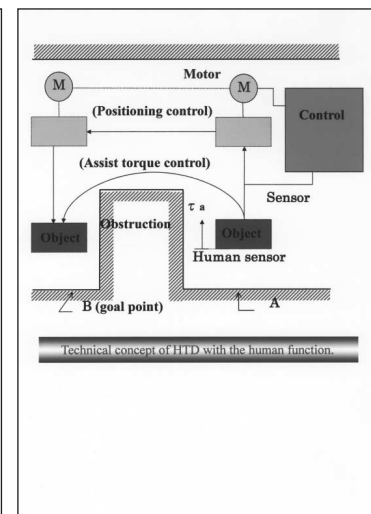 Motor
M
M
(Positioning control)
Control
(Assist torque control)
Sensor
τ a
Obstruction
Object
Object
Human sensor
B (goal point)
A
Technical concept of HTD with the human function.